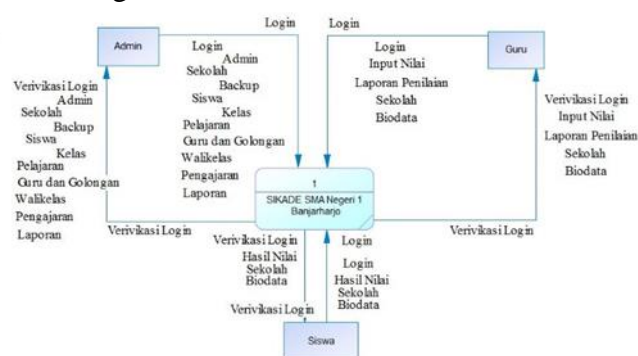 Login
Login
Admin
Guru
Login
Admin
Sekolah
Backup
Siswa
Kelas
Pelajaran
Guru dan Golongan
Walikelas
Pengajaran
Laporan
Login
Input Nilai
Laporan Penilaian
Sekolah
Biodata
Verivikasi Login
Admin
Sekolah
Backup
Siswa
Kelas
Pelajaran
Guru dan Golongan
Walikelas
Pengajaran
Laporan
Verivikasi Login
Input Nilai
Laporan Penilaian
Sekolah
Biodata
1
SIKADE SMA Negeri 1
Banjarharjo
Verivikasi Login
Verivikasi Login
Verivikasi Login
Hasil Nilai
Sekolah
Biodata
Login
Login
Hasil Nilai
Sekolah
Biodata
Verivikasi Login
Siswa